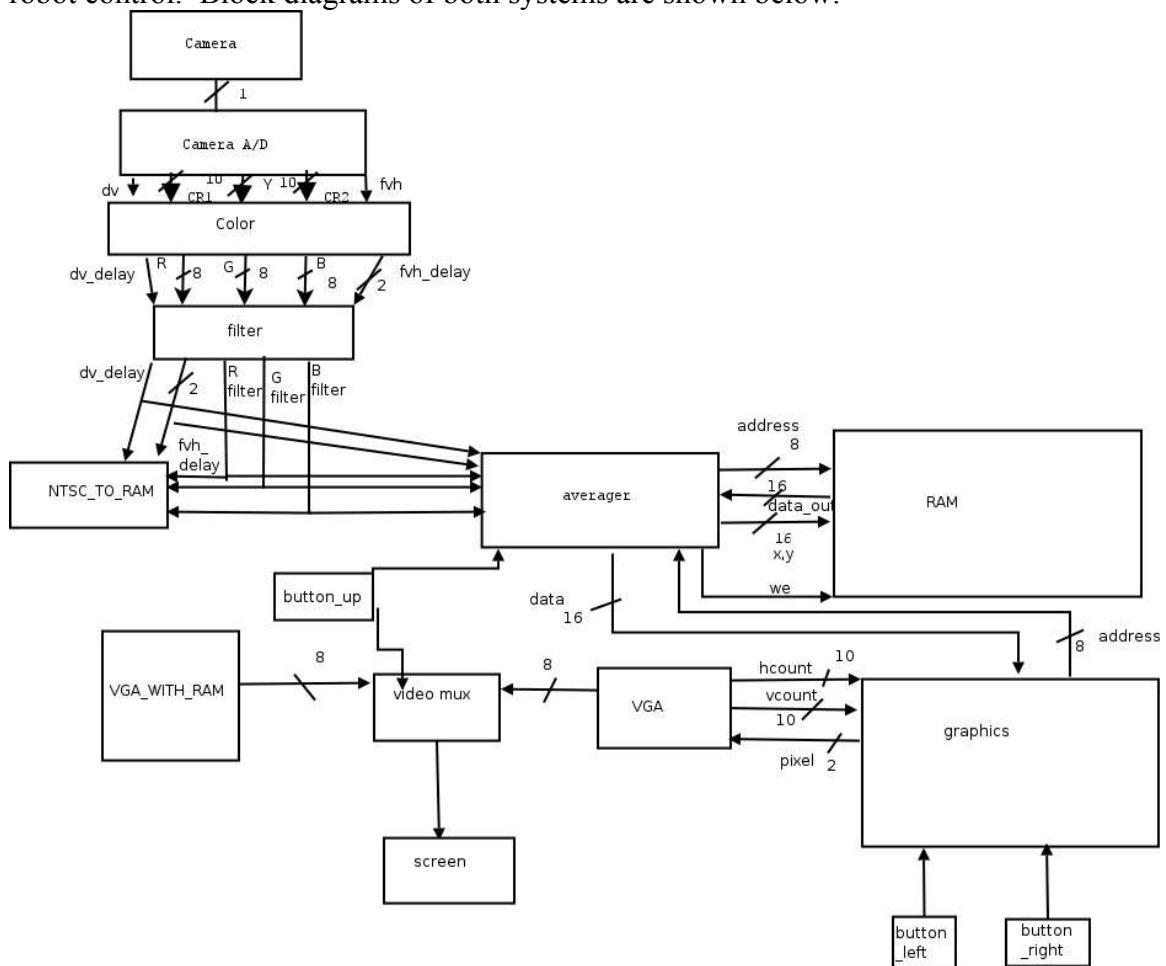 robot control. Block diagrams of both systems are shown below.
Camera
1
Camera A/D
dv
10
Y
10
fvh
CR1
CR2
Color
dv_delay
R
8
G
8
B
8
fvh_delay
2
filter
dv_delay
2
R
filter
G
filter
B
filter
fvh_
delay
NTSC_TO_RAM
averager
address
8
16
data_out
16
x,y
we
RAM
button_up
data
16
address
8
VGA_WITH_RAM
8
video mux
8
VGA
hcount
10
vcount
10
pixel
2
graphics
screen
button
_left
button
_right